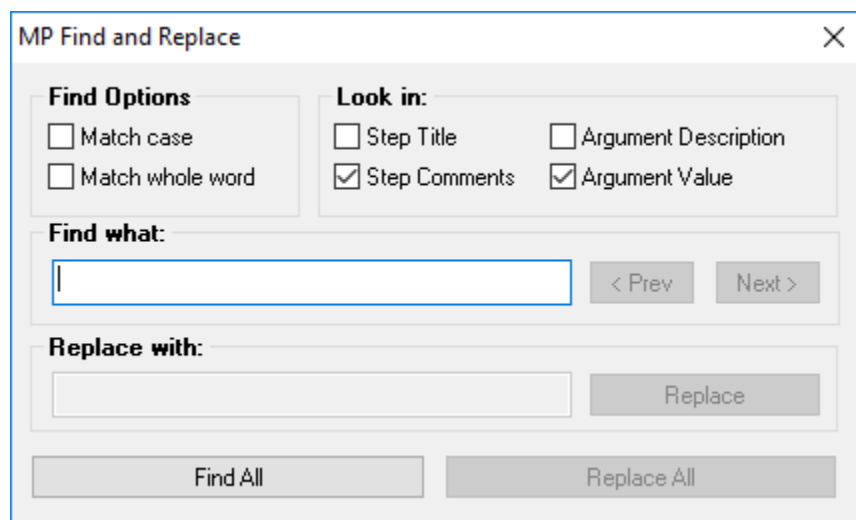 MP Find and Replace
Find Options
Match case
Match whole word
Look in:
Step Title
Argument Description
Step Comments
Argument Value
Find what:
< Prev
Next >
Replace with:
Replace
Find All
Replace All